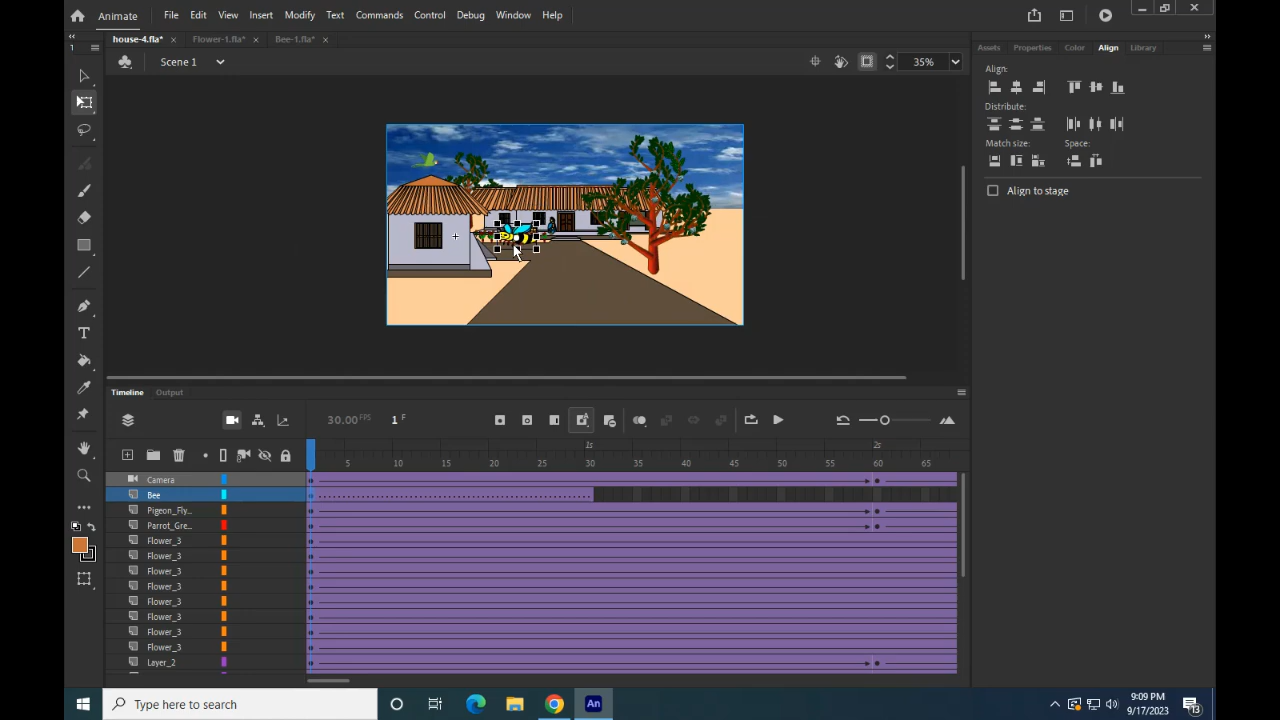 Animate File Edit View Insert Modify Text Commands Control Debug Window Help
house-4.fla* × Flower-1.fla* × Bee-1.fla* ×
1
Scene 1 35%
Assets Properties Color Align Library
Align:
Distribute:
Match size: Space:
Align to stage
T
Timeline Output
30.00 FPS 1 F
1s 2s
5 10 15 20 25 30 35 40 45 50 55 60 65
Camera
Bee
Pigeon_Fly...
Parrot_Gre...
Flower_3
Flower_3
Flower_3
Flower_3
Flower_3
Flower_3
Flower_3
Flower_3
Layer_2
Type here to search
An
9:09 PM
9/17/2023
13